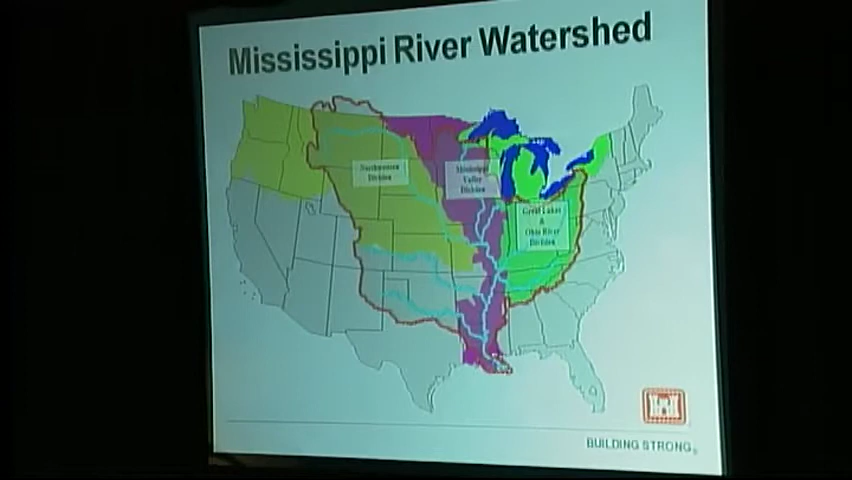 Mississippi River Watershed
Northwestern
Division
Mississippi
Valley
Division
Great Lakes
&
Ohio River
Division
BUILDING STRONG®